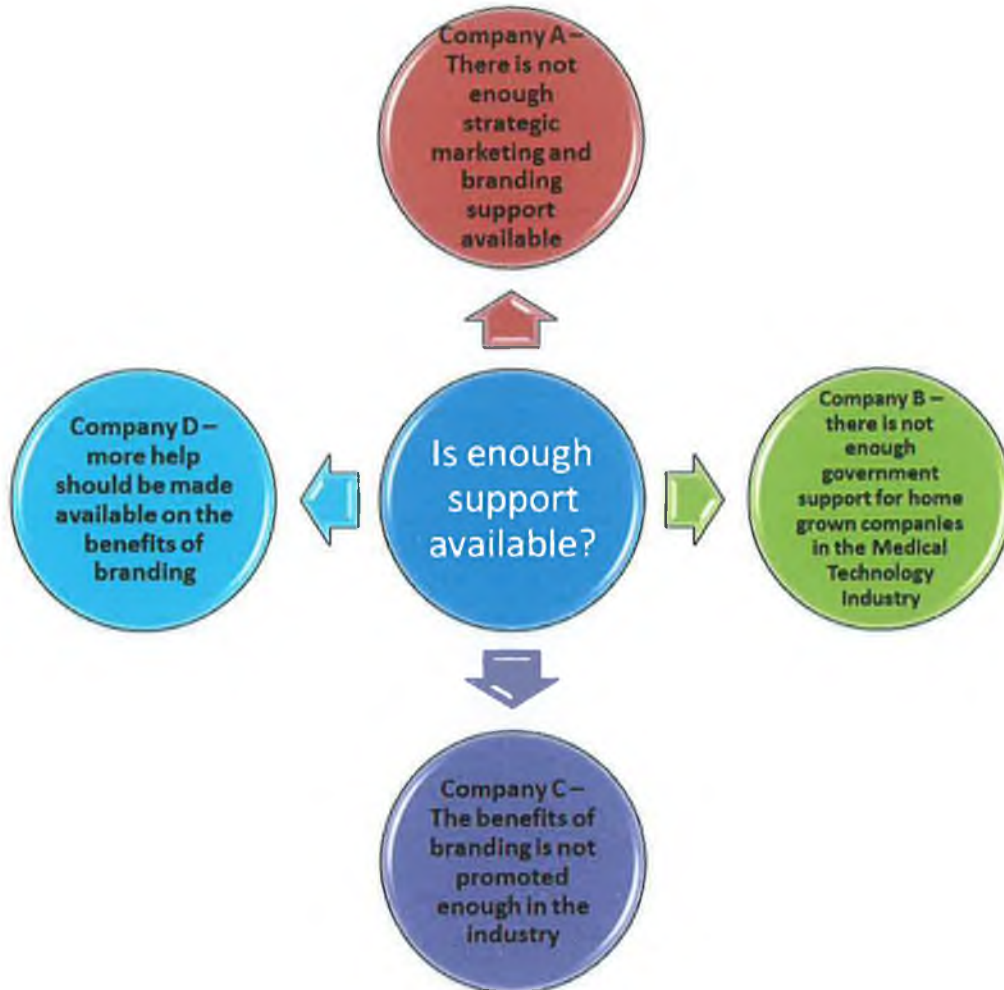 Company A –
There is not
enough
strategic
marketing and
branding
support
available
Company D –
more help
should be made
available on the
benefits of
branding
Is enough
support
available?
Company B –
there is not
enough
government
support for home
grown companies
in the Medical
Technology
Industry
Company C –
The benefits of
branding is not
promoted
enough in the
industry